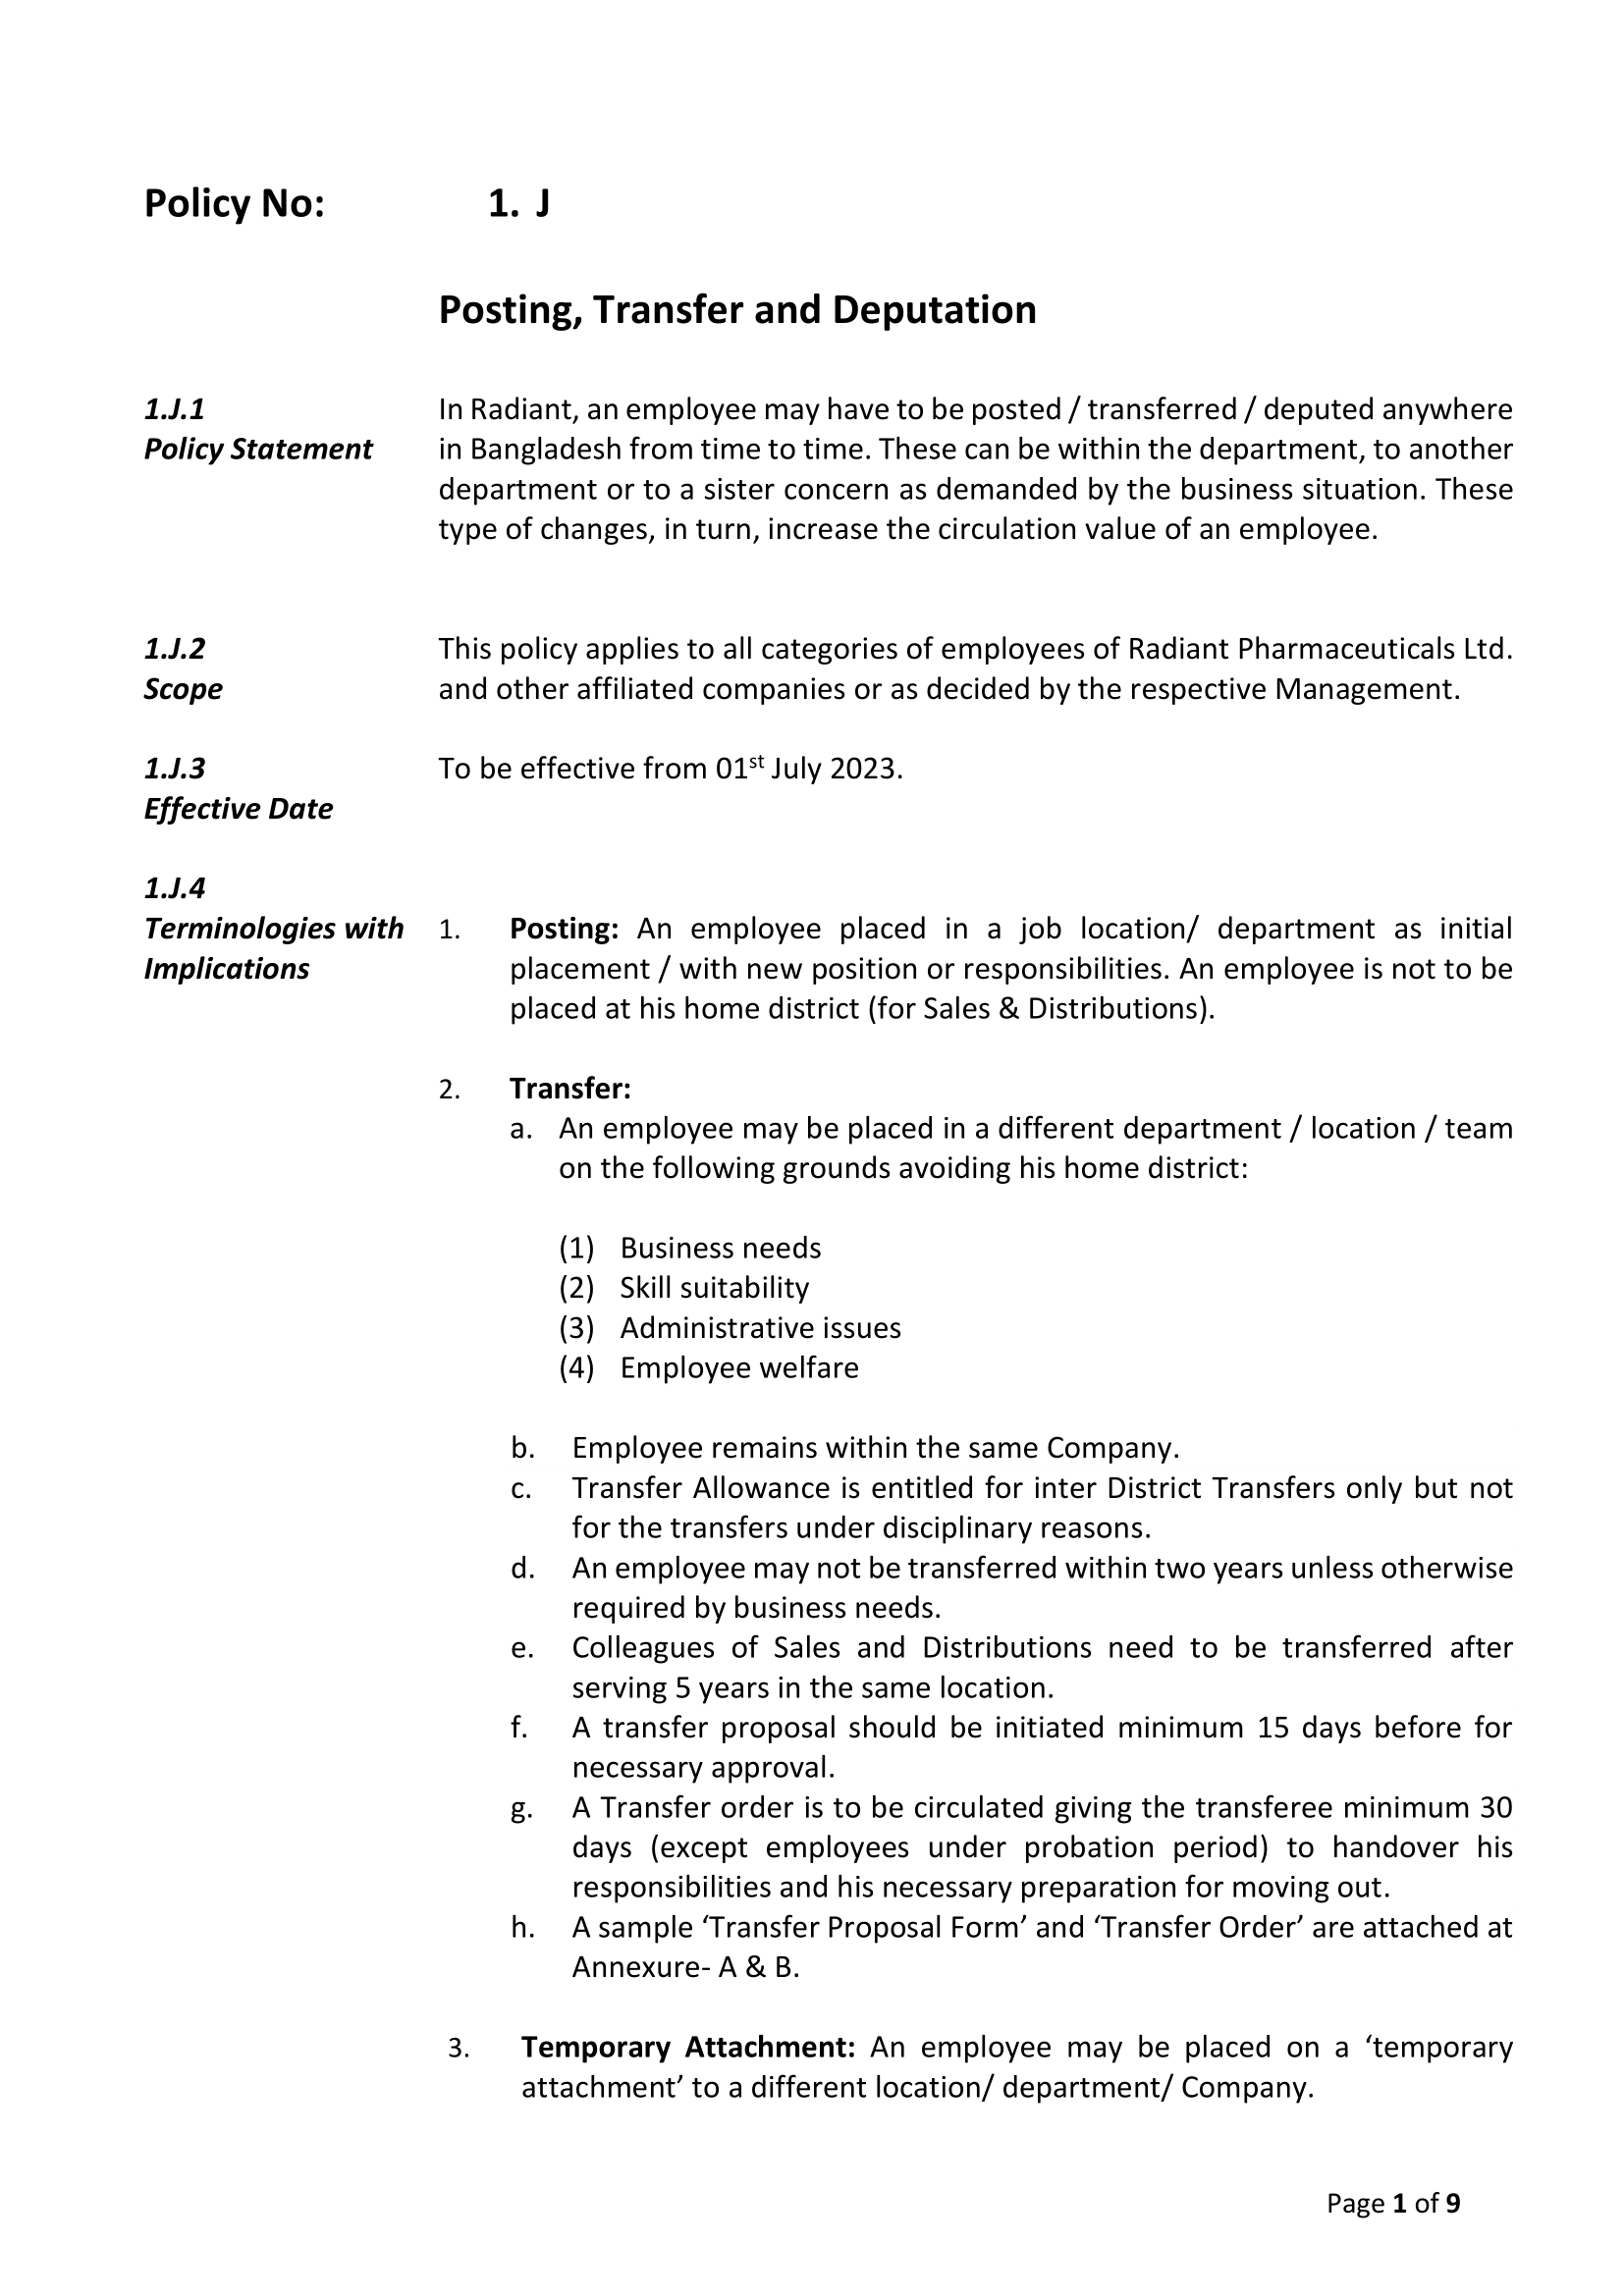 Policy No: 1. J
Posting, Transfer and Deputation
1.J.1
Policy Statement
In Radiant, an employee may have to be posted / transferred / deputed anywhere
in Bangladesh from time to time. These can be within the department, to another
department or to a sister concern as demanded by the business situation. These
type of changes, in turn, increase the circulation value of an employee.
1.J.2
Scope
This policy applies to all categories of employees of Radiant Pharmaceuticals Ltd.
and other affiliated companies or as decided by the respective Management.
1.J.3
Effective Date
To be effective from 01st July 2023.
1.J.4
Terminologies with
Implications
1. Posting: An employee placed in a job location/ department as initial
placement / with new position or responsibilities. An employee is not to be
placed at his home district (for Sales & Distributions).
2. Transfer:
a. An employee may be placed in a different department / location / team
on the following grounds avoiding his home district:
(1) Business needs
(2) Skill suitability
(3) Administrative issues
(4) Employee welfare
b. Employee remains within the same Company.
c. Transfer Allowance is entitled for inter District Transfers only but not
for the transfers under disciplinary reasons.
d. An employee may not be transferred within two years unless otherwise
required by business needs.
e. Colleagues of Sales and Distributions need to be transferred after
serving 5 years in the same location.
f. A transfer proposal should be initiated minimum 15 days before for
necessary approval.
g. A Transfer order is to be circulated giving the transferee minimum 30
days (except employees under probation period) to handover his
responsibilities and his necessary preparation for moving out.
h. A sample ‘Transfer Proposal Form’ and ‘Transfer Order’ are attached at
Annexure- A & B.
3. Temporary Attachment: An employee may be placed on a ‘temporary
attachment’ to a different location/ department/ Company.
Page 1 of 9